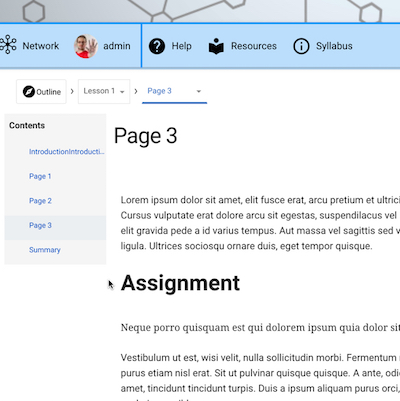 Network admin Help Resources Syllabus
Outline Lesson 1 Page 3
Contents
IntroductionIntroducti..
Page 1
Page 2
Page 3
Summary
Page 3
Lorem ipsum dolor sit amet, elit fusce erat, arcu pretium et ultrici
Cursus vulputate erat dolore arcu sit egestas, suspendilacus vel
elit gravida pede a id varius tempus. Aut massa vel sagittis sed v
ligula. Ultrices sociosqu ornare duis, eget tempor quisque.
Assignment
Neque porro quisquam est qui dolorem ipsum quia dolor sit
Vestibulum ut est, wisi velit, nulla sollicitudin morbi. Fermentum
purus etiam nisl erat. Sit ut pulvinar quisque quisque. A ante, odi
amet, tincidunt tincidunt turpis. Duis a ipsum aliquam purus orci,